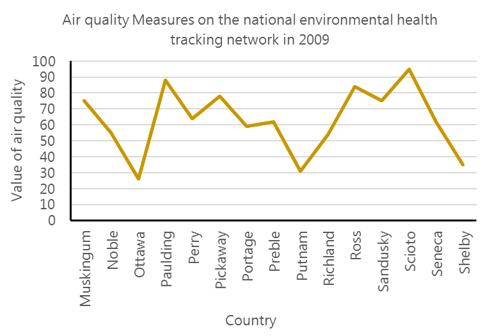 Air quality Measures on the national environmental health
tracking network in 2009
Value of air quality
100
90
80
70
60
50
40
30
20
10
0
Muskingum
Noble
Ottawa
Paulding
Perry
Pickaway
Portage
Preble
Putnam
Richland
Ross
Sandusky
Scioto
Seneca
Shelby
Country